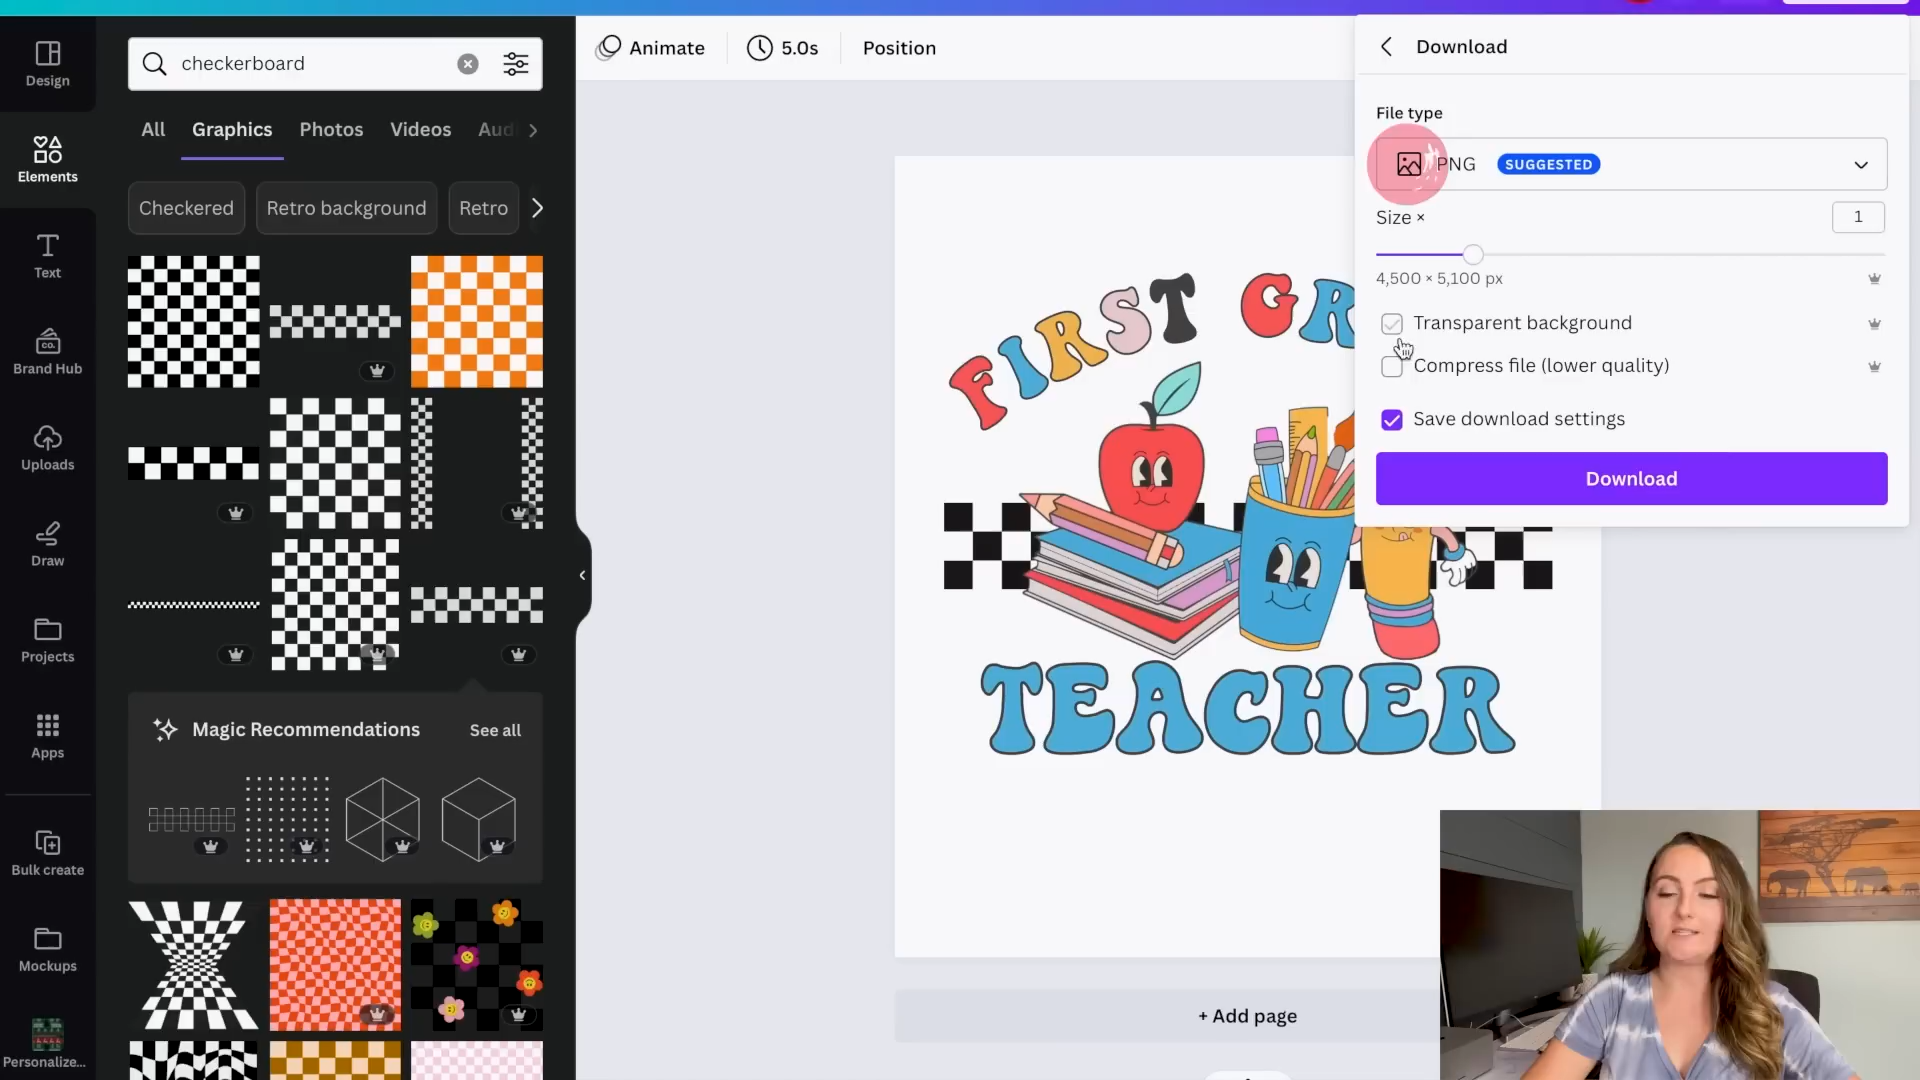 Design
Elements
Text
Brand Hub
CO.
Uploads
Draw
Projects
Apps
Bulk create
Mockups
Personalize...
checkerboard
All Graphics Photos Videos Aud
Checkered Retro background Retro
Magic Recommendations See all
Animate 5.0s Position
FIRST GR
TEACHER
+ Add page
Download
File type
PNG SUGGESTED
Size × 1
4,500 × 5,100 px
Transparent background
Compress file (lower quality)
Save download settings
Download